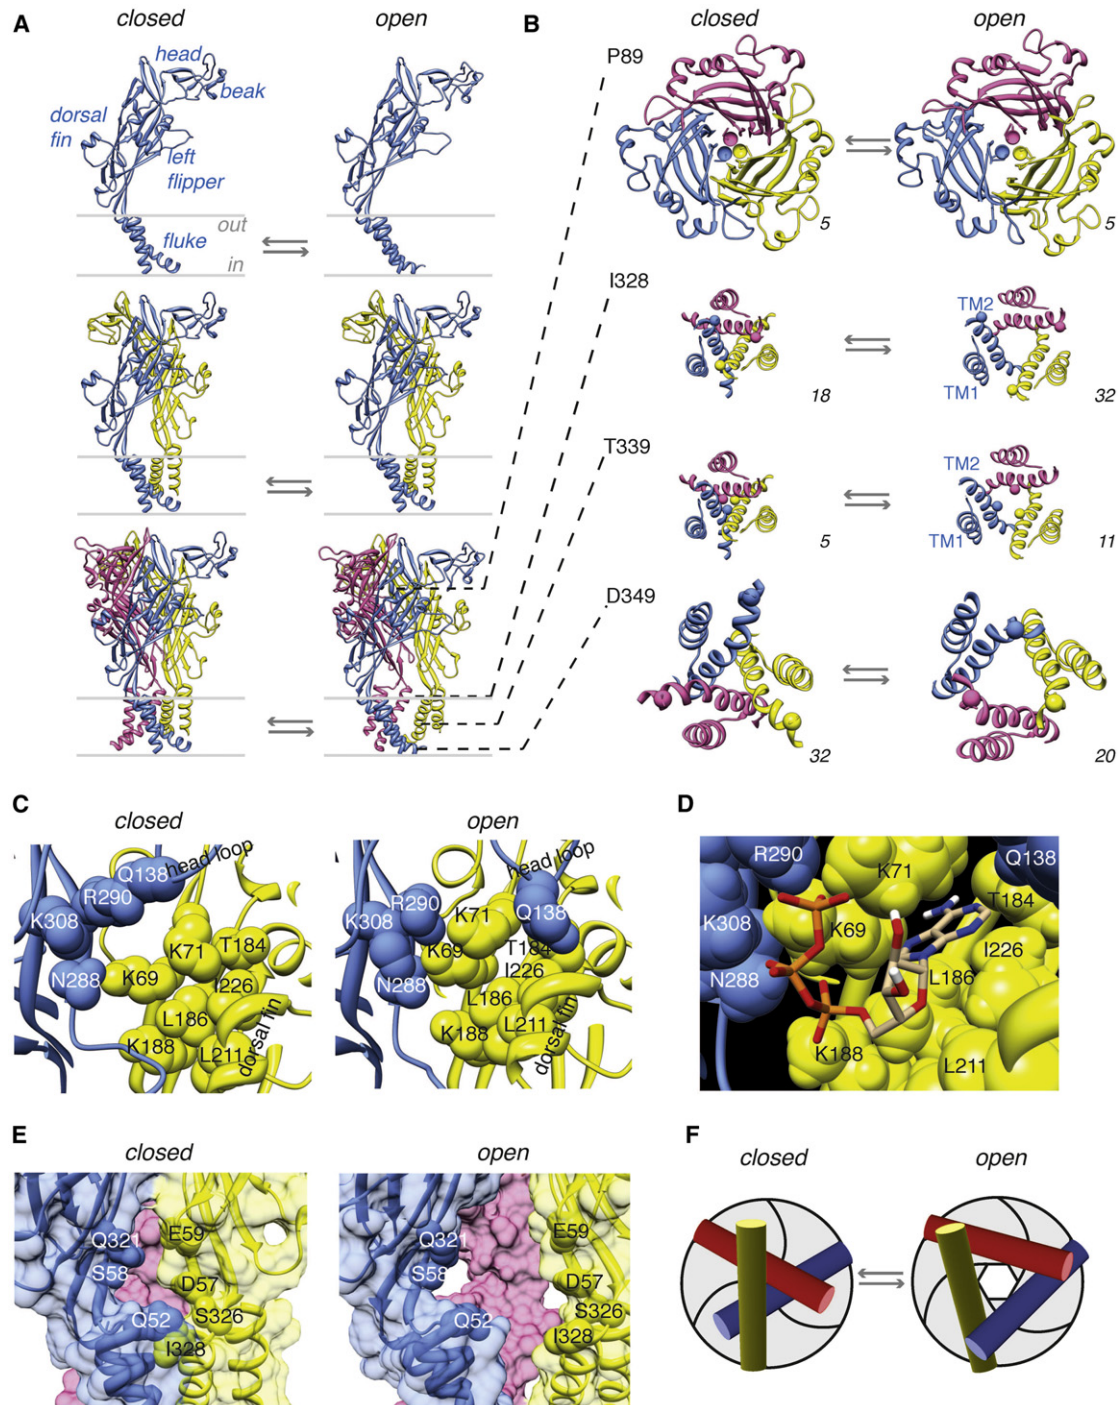 A
closed
open
head
beak
dorsal
fin
left
flipper
out
fluke
in
B
closed
open
P89
5
5
I328
TM2
TM1
18
32
T339
TM2
TM1
5
11
D349
32
20
C
closed
open
Q138
head loop
R290
K308
K71
T184
N288
K69
I226
L186
K188
L211
dorsal fin
head loop
R290
K71
Q138
K308
K69
T184
I226
N288
L186
K188
L211
dorsal fin
D
R290
K71
Q138
T184
K308
K69
I226
N288
L186
K188
L211
E
closed
open
Q321
E59
S58
D57
Q52
S326
I328
Q321
E59
S58
D57
Q52
S326
I328
F
closed
open